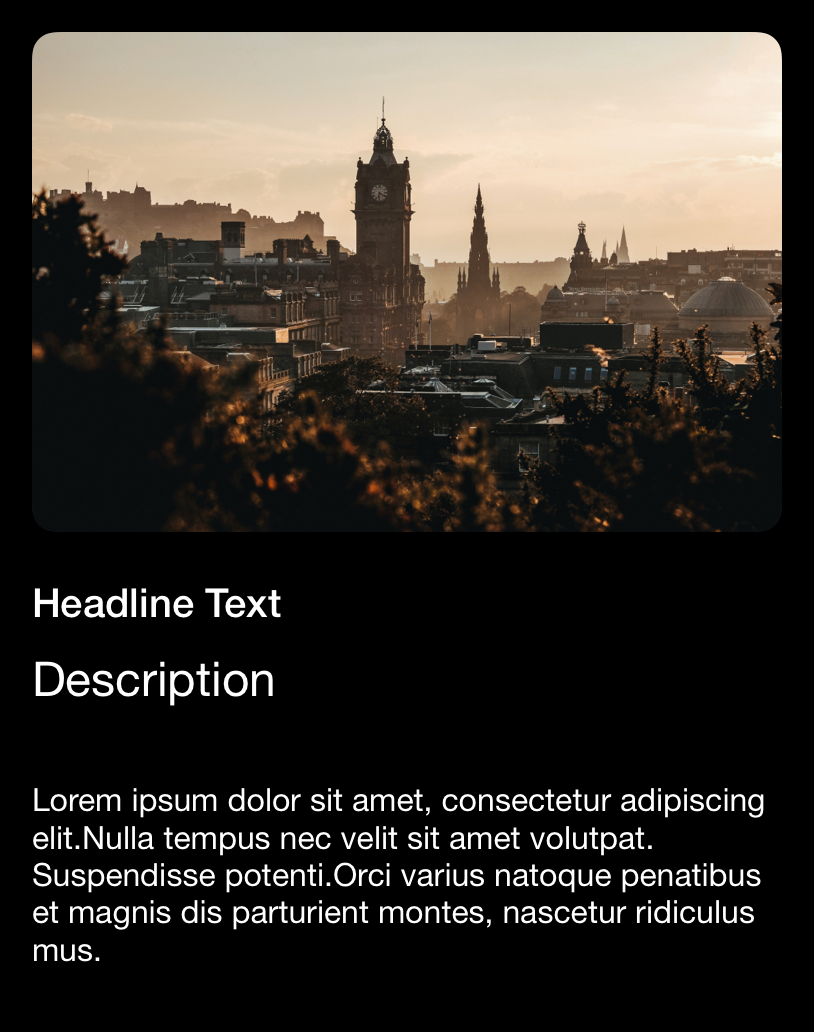 Headline Text
Description
Lorem ipsum dolor sit amet, consectetur adipiscing
elit.Nulla tempus nec velit sit amet volutpat.
Suspendisse potenti.Orci varius natoque penatibus
et magnis dis parturient montes, nascetur ridiculus
mus.